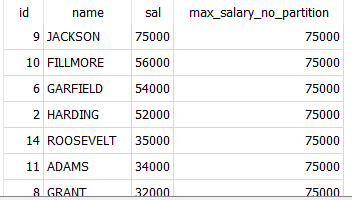 id name sal max_salary_no_partition
9 JACKSON 75000 75000
10 FILLMORE 56000 75000
6 GARFIELD 54000 75000
2 HARDING 52000 75000
14 ROOSEVELT 35000 75000
11 ADAMS 34000 75000
8 GRANT 32000 75000